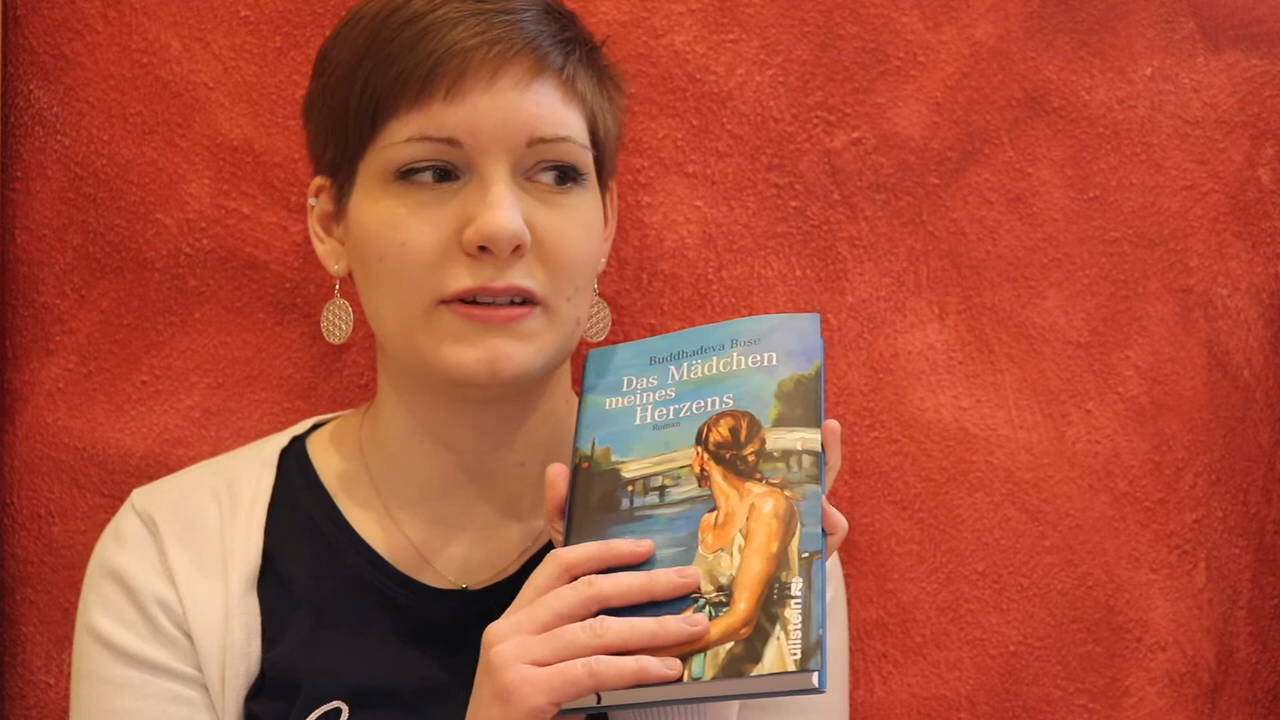 Buddhadeva Bose
Das Mädchen
meines
Herzens
Roman
ullstein